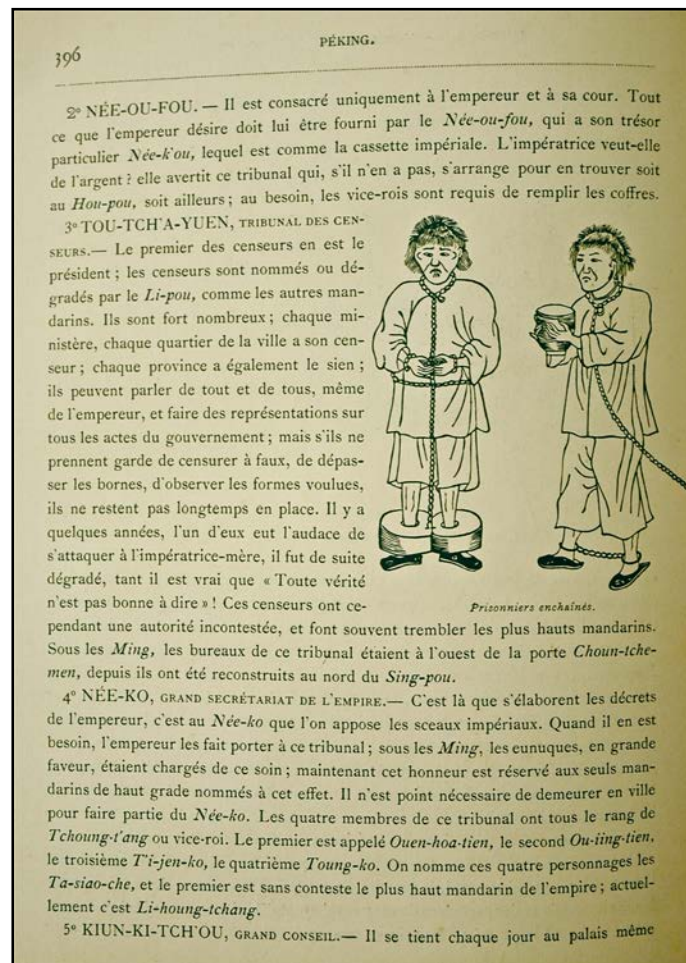 396
PÉKING.
2º NÉE-OU-FOU. — Il est consacré uniquement à l'empereur et à sa cour. Tout
ce que l'empereur désire doit lui être fourni par le Née-ou-fou, qui a son trésor
particulier Née-k'ou, lequel est comme la cassette impériale. L'impératrice veut-elle
de l'argent? elle avertit ce tribunal qui, s'il n'en a pas, s'arrange pour en trouver soit
au Hou-pou, soit ailleurs; au besoin, les vice-rois sont requis de remplir les coffres.
3º TOU-TCH'A-YUEN, TRIBUNAL DES CEN-
SEURS.— Le premier des censeurs en est le
président; les censeurs sont nommés ou dé-
gradés par le Li-pou, comme les autres man-
darins. Ils sont fort nombreux; chaque mi-
nistère, chaque quartier de la ville a son cen-
seur; chaque province a également le sien;
ils peuvent parler de tout et de tous, même
de l'empereur, et faire des représentations sur
tous les actes du gouvernement; mais s'ils ne
prennent garde de censurer à faux, de dépas-
ser les bornes, d'observer les formes voulues,
ils ne restent pas longtemps en place. Il y a
quelques années, l'un d'eux eut l'audace de
s'attaquer à l'impératrice-mère, il fut de suite
dégradé, tant il est vrai que « Toute vérité
n'est pas bonne à dire »! Ces censeurs ont ce-
Prisonniers enchaînés.
pendant une autorité incontestée, et font souvent trembler les plus hauts mandarins.
Sous les Ming, les bureaux de ce tribunal étaient à l'ouest de la porte Choun-tche-
men, depuis ils ont été reconstruits au nord du Sing-pou.
4º NÉE-KO, GRAND SECRÉTARIAT DE L'EMPIRE.— C'est là que s'élaborent les décrets
de l'empereur, c'est au Née-ko que l'on appose les sceaux impériaux. Quand il en est
besoin, l'empereur les fait porter à ce tribunal; sous les Ming, les eunuques, en grande
faveur, étaient chargés de ce soin; maintenant cet honneur est réservé aux seuls man-
darins de haut grade nommés à cet effet. Il n'est point nécessaire de demeurer en ville
pour faire partie du Née-ko. Les quatre membres de ce tribunal ont tous le rang de
Tchoung-t'ang ou vice-roi. Le premier est appelé Ouen-hoa-tien, le second Ou-iing-tien,
le troisième T'i-jen-ko, le quatrième Toung-ko. On nomme ces quatre personnages les
Ta-siao-che, et le premier est sans conteste le plus haut mandarin de l'empire; actuel-
lement c'est Li-houng-tchang.
5º KIUN-KI-TCH'OU, GRAND CONSEIL.— Il se tient chaque jour au palais même